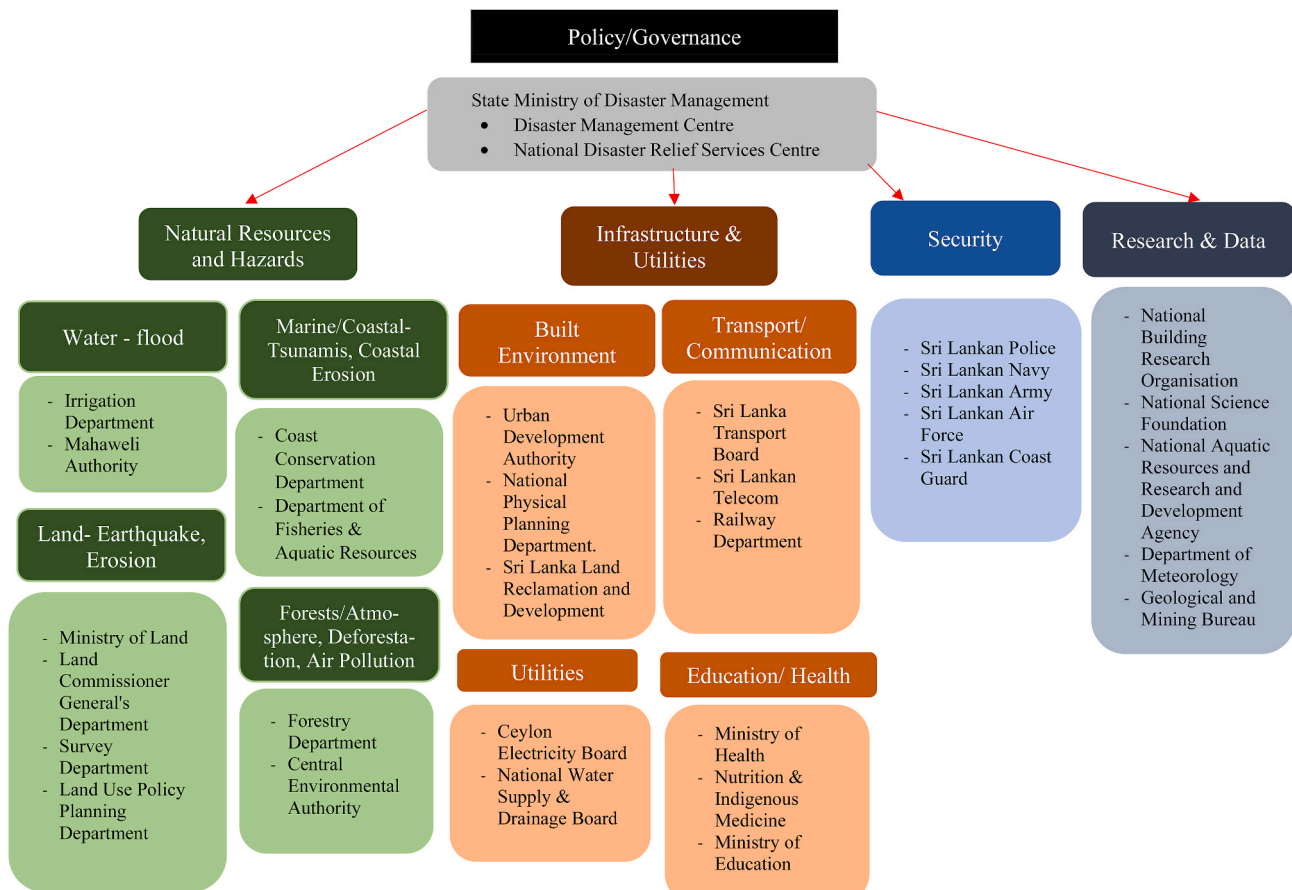 Policy/Governance
State Ministry of Disaster Management
• Disaster Management Centre
• National Disaster Relief Services Centre
Natural Resources
and Hazards
Infrastructure &
Utilities
Security
Research & Data
Water - flood
- Irrigation
Department
- Mahaweli
Authority
Land- Earthquake,
Erosion
- Ministry of Land
- Land
Commissioner
General's
Department
- Survey
Department
- Land Use Policy
Planning
Department
Marine/Coastal-
Tsunamis, Coastal
Erosion
- Coast
Conservation
Department
- Department of
Fisheries &
Aquatic Resources
Forests/Atmo-
sphere, Deforesta-
tion, Air Pollution
- Forestry
Department
- Central
Environmental
Authority
Built
Environment
- Urban
Development
Authority
- National
Physical
Planning
Department.
- Sri Lanka Land
Reclamation and
Development
Utilities
- Ceylon
Electricity Board
- National Water
Supply &
Drainage Board
Transport/
Communication
- Sri Lanka
Transport
Board
- Sri Lankan
Telecom
- Railway
Department
Education/ Health
- Ministry of
Health
- Nutrition &
Indigenous
Medicine
- Ministry of
Education
- Sri Lankan Police
- Sri Lankan Navy
- Sri Lankan Army
- Sri Lankan Air
Force
- Sri Lankan Coast
Guard
- National
Building
Research
Organisation
- National Science
Foundation
- National Aquatic
Resources and
Research and
Development
Agency
- Department of
Meteorology
- Geological and
Mining Bureau